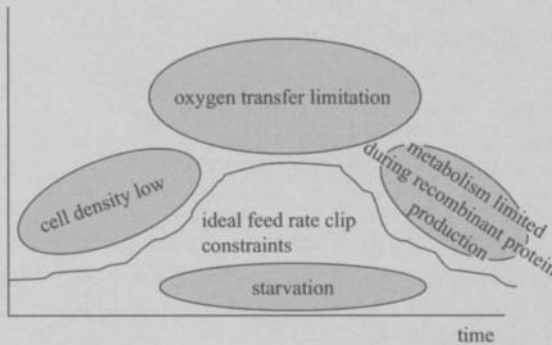 oxygen transfer limitation
cell density low
metabolism limited
during recombinant protein
production
ideal feed rate clip
constraints
starvation
time